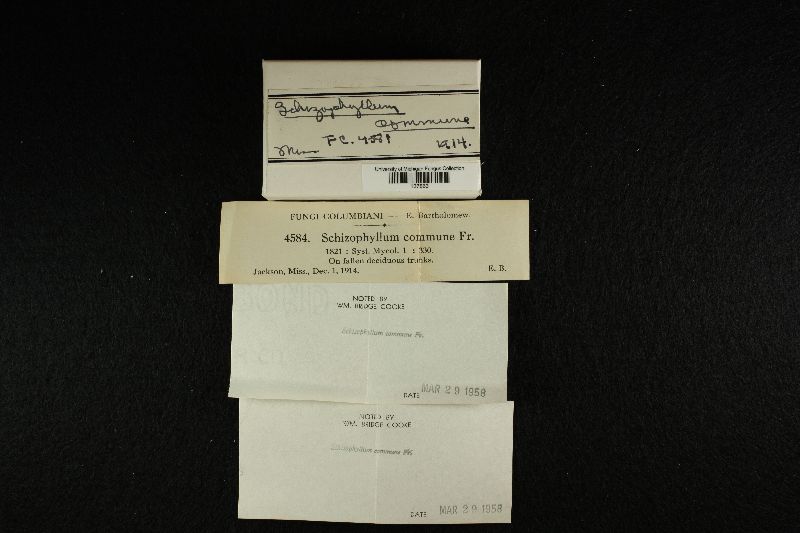 Schizophyllum
commune
Miss FC. 4584 1914.
University of Michigan Fungus Collection
FUNGI COLUMBIANI — E. Bartholomew.
4584. Schizophyllum commune Fr.
1821 : Syst. Mycol. 1 : 330.
On fallen deciduous trunks.
Jackson, Miss., Dec. 1, 1914. E. B.
NOTED BY
WM. BRIDGE COOKE
Schizophyllum commune Fr.
DATE MAR 29 1958
NOTED BY
WM. BRIDGE COOKE
Schizophyllum commune Fr.
DATE MAR 29 1958